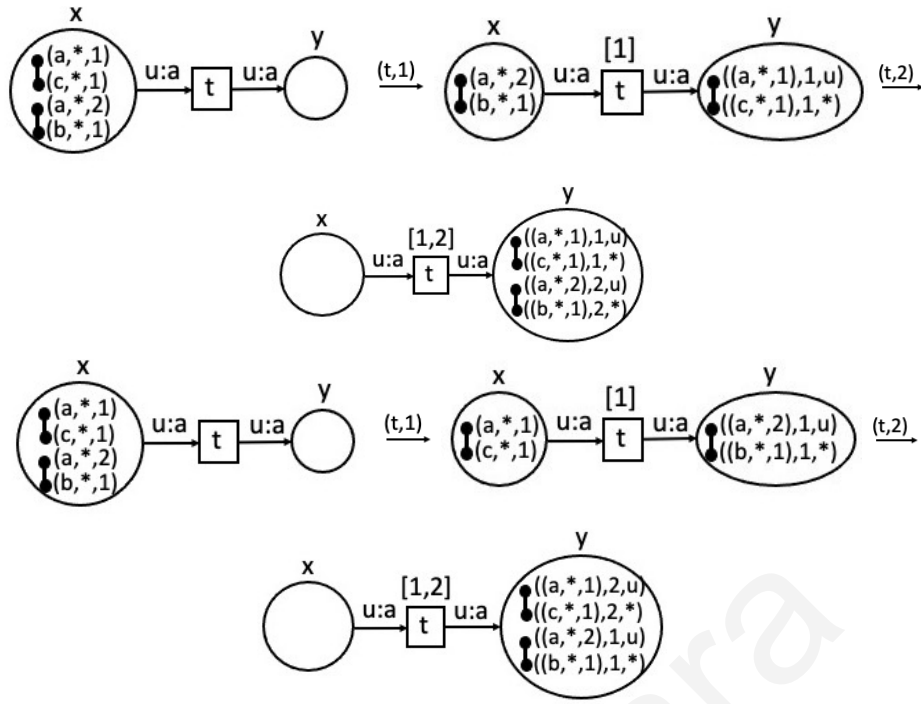 x
y
(a,*,1)
(c,*,1)
(a,*,2)
(b,*,1)
u:a
t
u:a
(t,1)
x
[1]
y
(a,*,2)
(b,*,1)
u:a
t
u:a
((a,*,1),1,u)
((c,*,1),1,*)
(t,2)
x
[1,2]
y
u:a
t
u:a
((a,*,1),1,u)
((c,*,1),1,*)
((a,*,2),2,u)
((b,*,1),2,*)
x
y
(a,*,1)
(c,*,1)
(a,*,2)
(b,*,1)
u:a
t
u:a
(t,1)
x
[1]
y
(a,*,1)
(c,*,1)
u:a
t
u:a
((a,*,2),1,u)
((b,*,1),1,*)
(t,2)
x
[1,2]
y
u:a
t
u:a
((a,*,1),2,u)
((c,*,1),2,*)
((a,*,2),1,u)
((b,*,1),1,*)